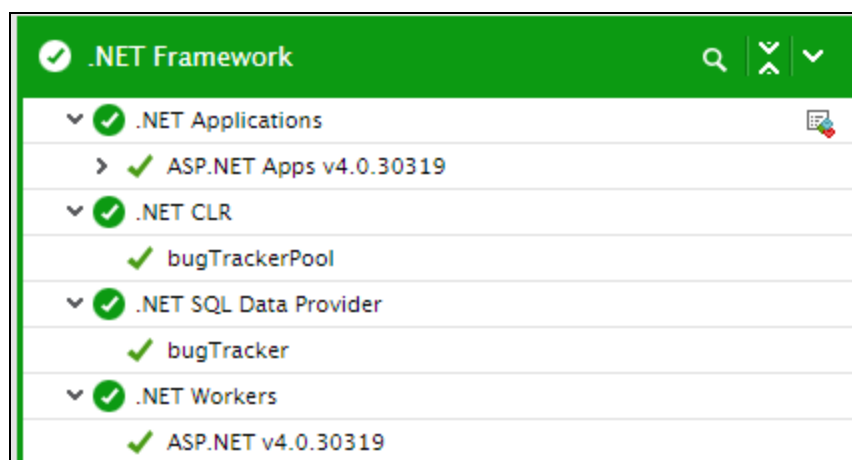 .NET Framework
.NET Applications
ASP.NET Apps v4.0.30319
.NET CLR
bugTrackerPool
.NET SQL Data Provider
bugTracker
.NET Workers
ASP.NET v4.0.30319